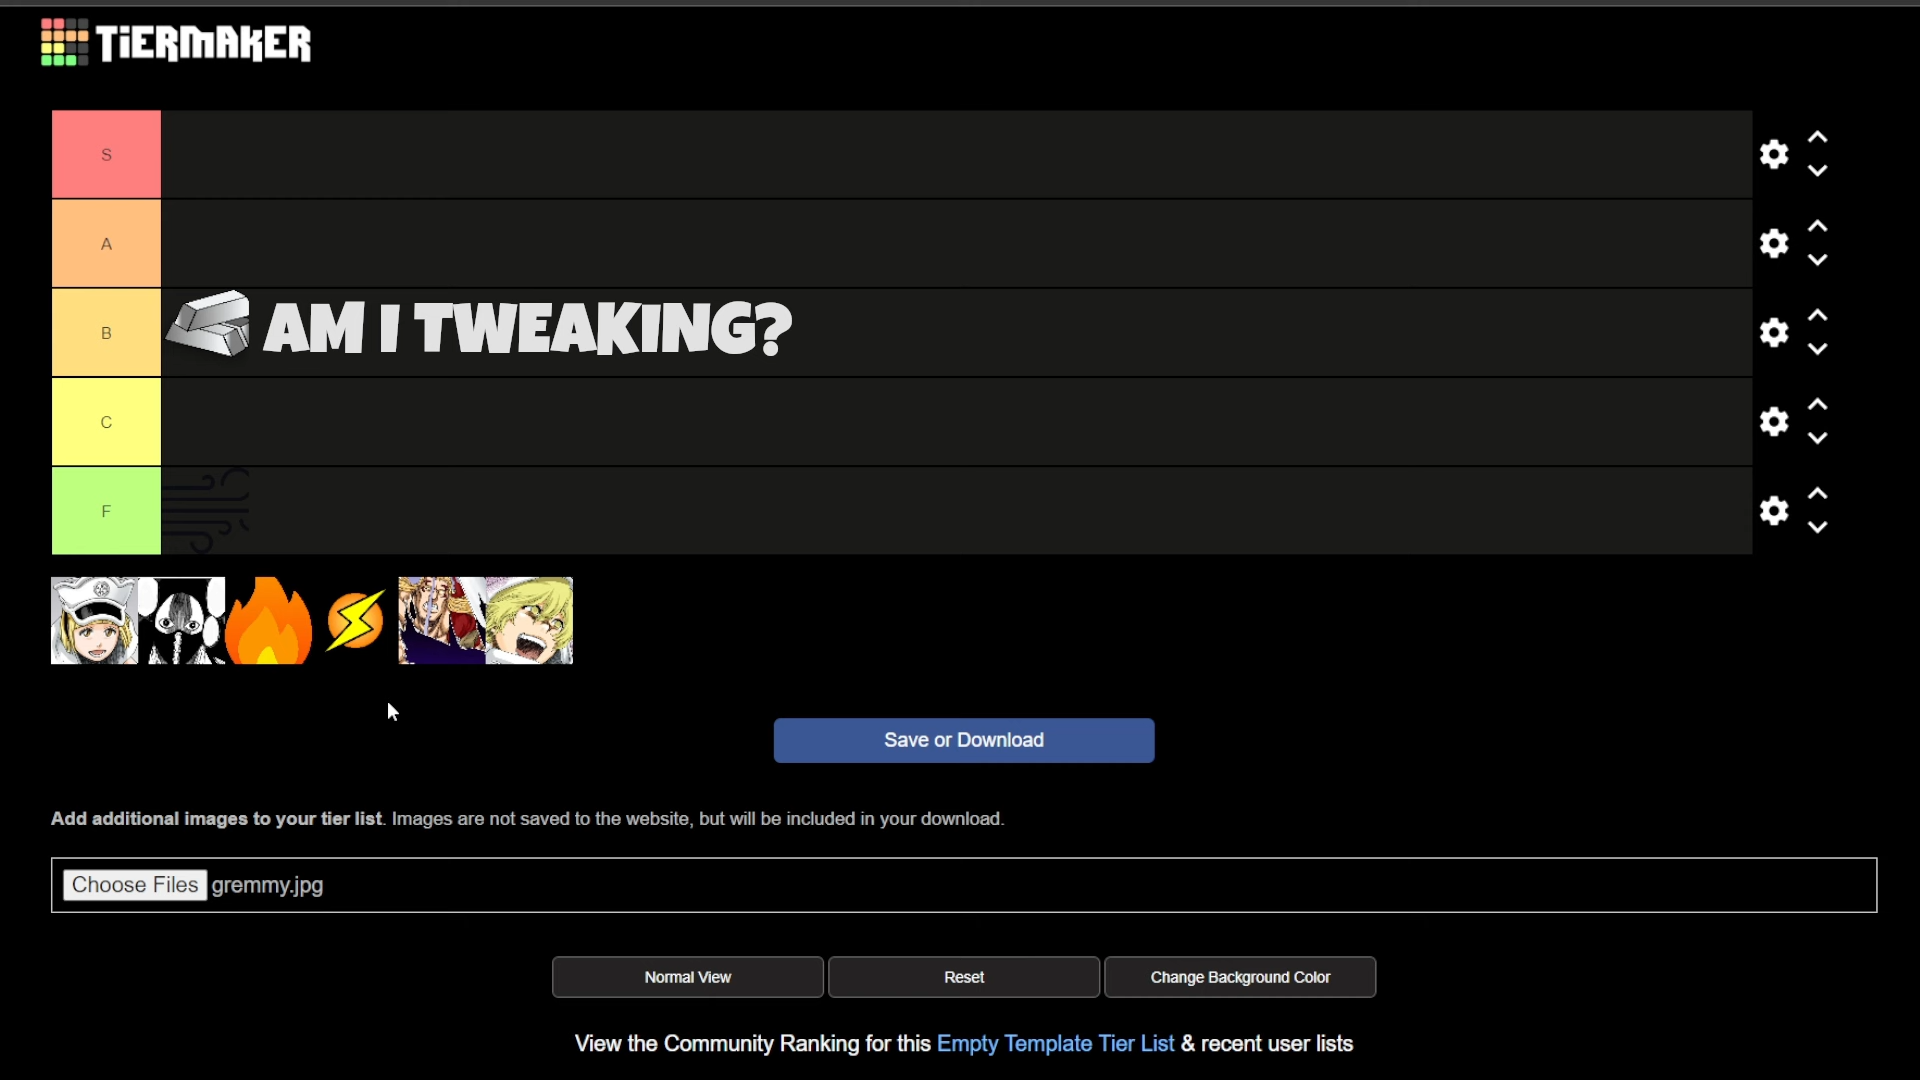 TiERMAKER
S
A
B
AM I TWEAKING?
C
F
Save or Download
Add additional images to your tier list. Images are not saved to the website, but will be included in your download.
Choose Files gremmy.jpg
Normal View
Reset
Change Background Color
View the Community Ranking for this Empty Template Tier List & recent user lists